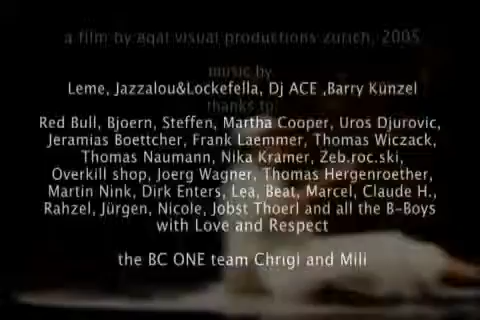 a film by aqal visual productions zurich, 2005
music by
Leme, Jazzalou&Lockefella, Dj ACE ,Barry Künzel
thanks to:
Red Bull, Bjoern, Steffen, Martha Cooper, Uros Djurovic,
Jeramias Boettcher, Frank Laemmer, Thomas Wiczack,
Thomas Naumann, Nika Kramer, Zeb.roc.ski,
Overkill shop, Joerg Wagner, Thomas Hergenroether,
Martin Nink, Dirk Enters, Lea, Beat, Marcel, Claude H.,
Rahzel, Jürgen, Nicole, Jobst Thoerl and all the B-Boys
with Love and Respect
the BC ONE team Chrigi and Mili